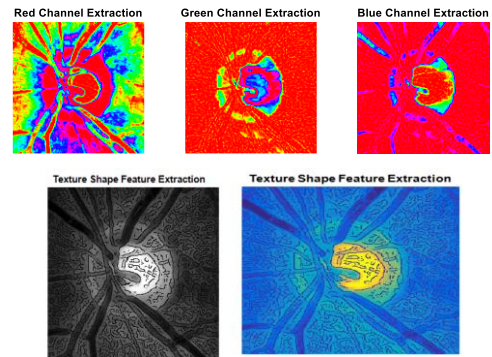 Red Channel Extraction
Green Channel Extraction
Blue Channel Extraction
Texture Shape Feature Extraction
Texture Shape Feature Extraction